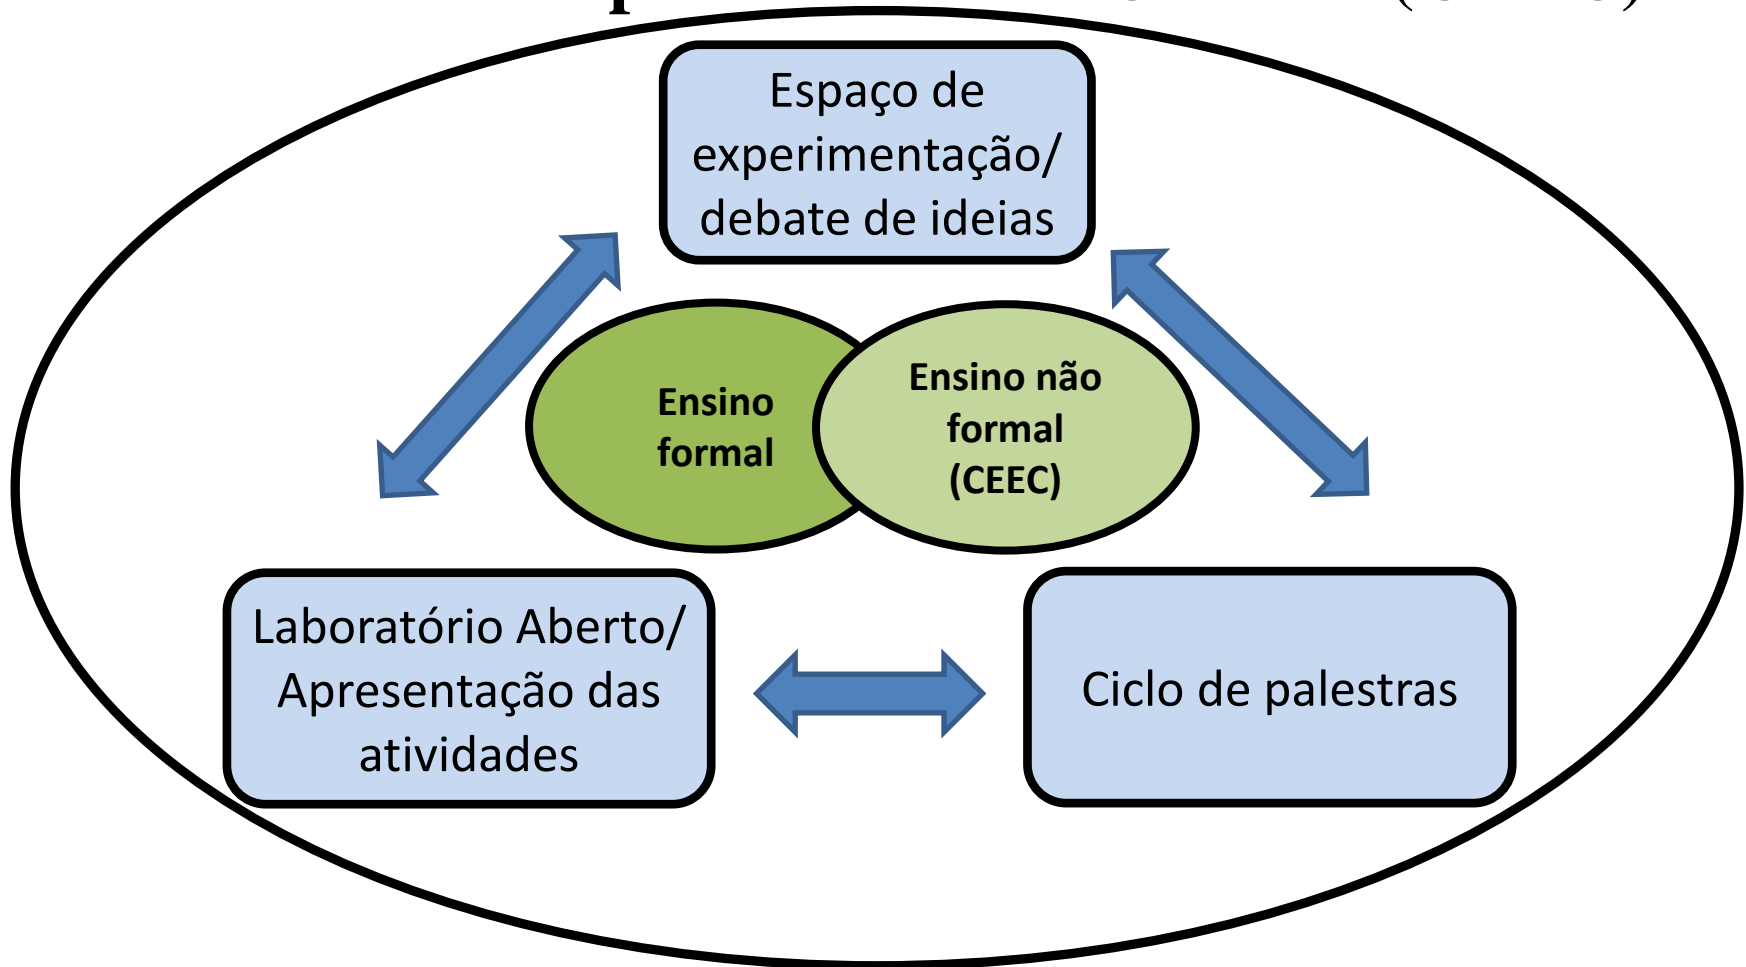 Espaço de
experimentação/
debate de ideias
Ensino
formal
Ensino não
formal
(CEEC)
Laboratório Aberto/
Apresentação das
atividades
Ciclo de palestras